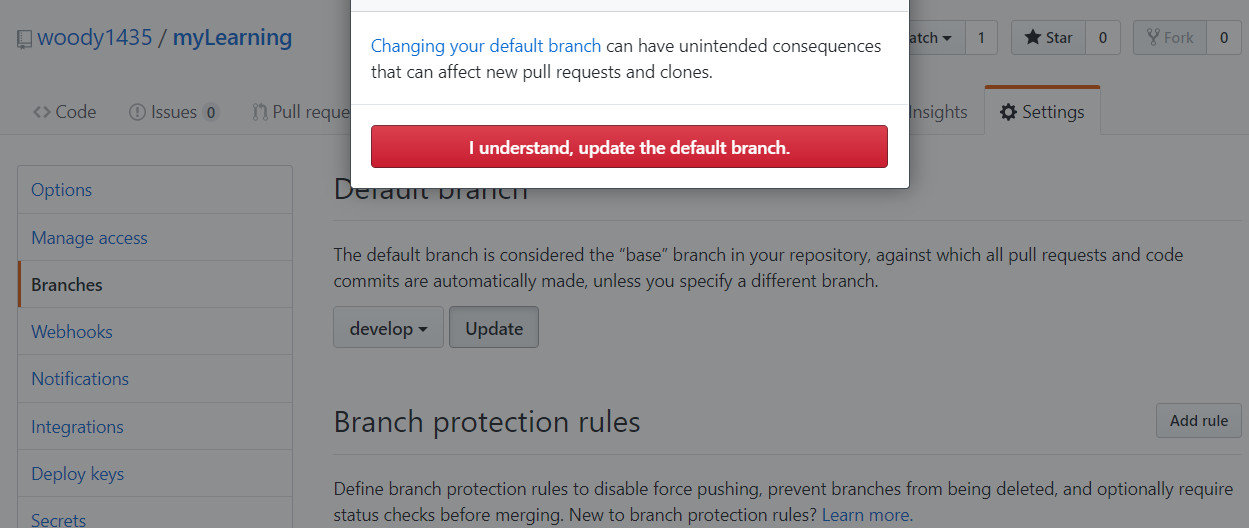 woody1435 / myLearning
atch 1 Star 0 Fork 0
Changing your default branch can have unintended consequences
that can affect new pull requests and clones.
I understand, update the default branch.
Code Issues 0 Pull reque Insights Settings
Options
Manage access
Branches
Webhooks
Notifications
Integrations
Deploy keys
Secrets
Default branch
The default branch is considered the “base” branch in your repository, against which all pull requests and code
commits are automatically made, unless you specify a different branch.
develop Update
Branch protection rules Add rule
Define branch protection rules to disable force pushing, prevent branches from being deleted, and optionally require
status checks before merging. New to branch protection rules? Learn more.